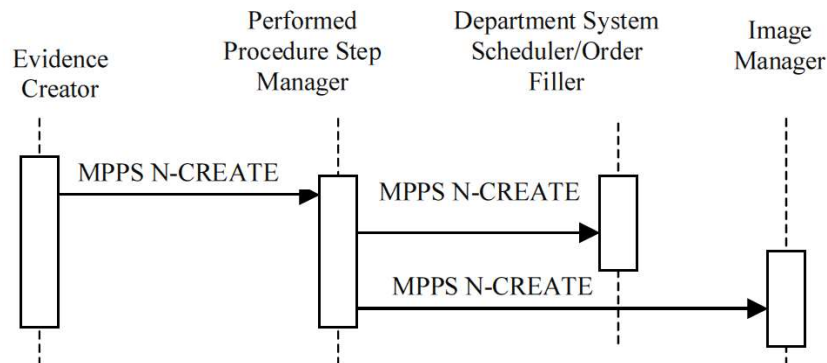 Evidence
Creator
Performed
Procedure Step
Manager
Department System
Scheduler/Order
Filler
Image
Manager
MPPS N-CREATE
MPPS N-CREATE
MPPS N-CREATE